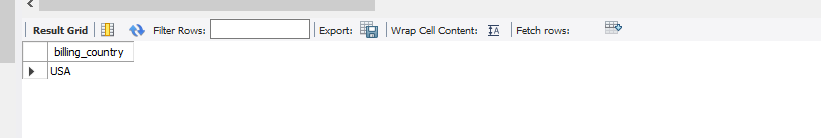 Result Grid Filter Rows: Export: Wrap Cell Content: Fetch rows:
billing_country
USA